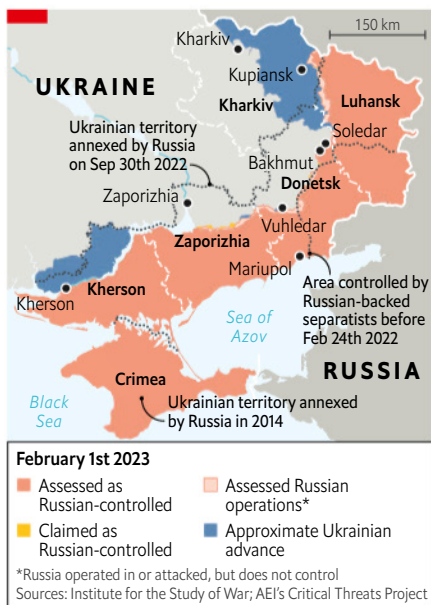 150 km
Kharkiv
Kupiansk
UKRAINE
Kharkiv
Luhansk
Ukrainian territory
annexed by Russia
on Sep 30th 2022
Soledar
Bakhmut
Donetsk
Zaporizhia
Vuhledar
Zaporizhia
Mariupol
Kherson
Kherson
Area controlled by
Russian-backed
separatists before
Feb 24th 2022
Sea of
Azov
RUSSIA
Crimea
Black
Sea
Ukrainian territory annexed
by Russia in 2014
February 1st 2023
Assessed as
Russian-controlled
Assessed Russian
operations*
Claimed as
Russian-controlled
Approximate Ukrainian
advance
*Russia operated in or attacked, but does not control
Sources: Institute for the Study of War; AEI's Critical Threats Project